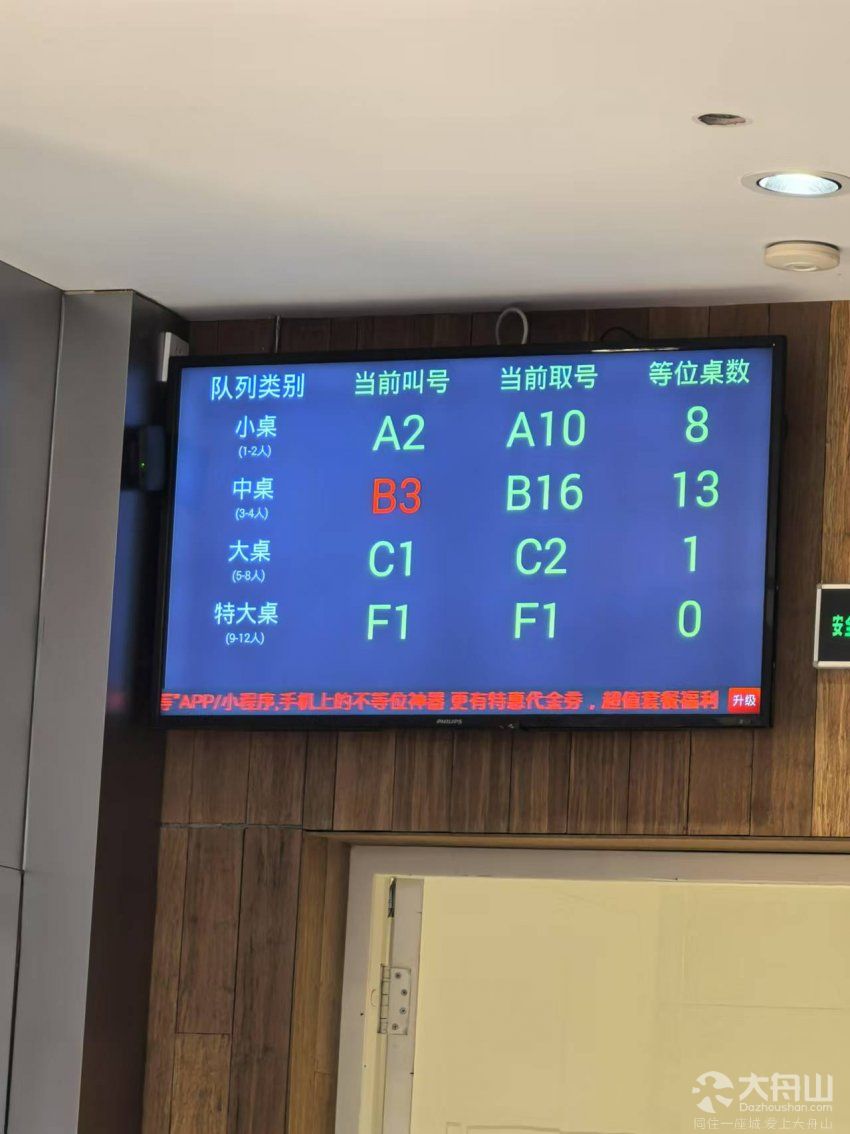 队列类别 当前叫号 当前取号 等位桌数
小桌 A2 A10 8
(1-2人)
中桌 B3 B16 13
(3-4人)
大桌 C1 C2 1
(5-8人)
特大桌 F1 F1 0
(9-12人)
等”APP/小程序,手机上的不等位神器 更有特惠代金券，超值套餐福利 升级
PHILIPS
安全
大舟山
Dazhoushan.com
同住一座城 爱上大舟山